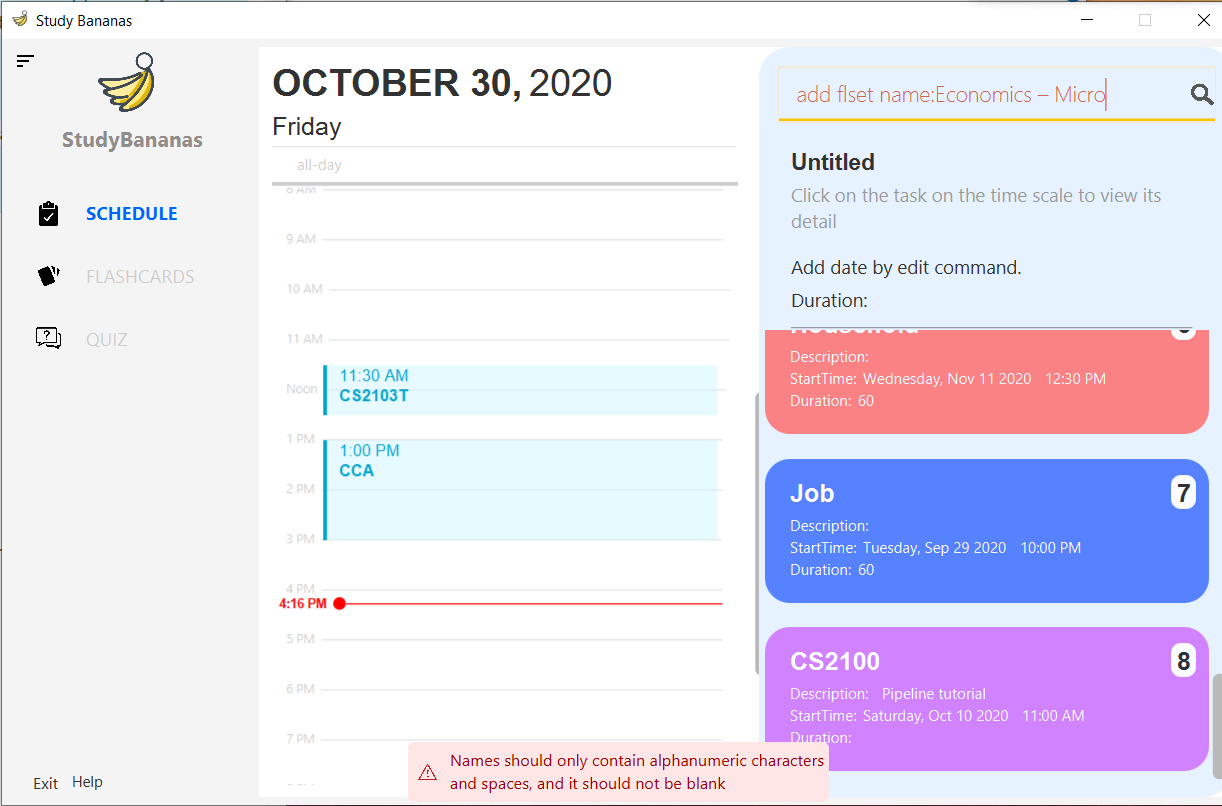 Study Bananas
StudyBananas
SCHEDULE
FLASHCARDS
QUIZ
Exit
Help
OCTOBER 30, 2020
Friday
all-day
8 AM
9 AM
10 AM
11 AM
11:30 AM
Noon
CS2103T
1 PM
1:00 PM
CCA
2 PM
3 PM
4 PM
4:16 PM
5 PM
6 PM
7 PM
add flset name:Economics – Micro
Untitled
Click on the task on the time scale to view its
detail
Add date by edit command.
Duration:
Household
Description:
StartTime: Wednesday, Nov 11 2020 12:30 PM
Duration: 60
Job
7
Description:
StartTime: Tuesday, Sep 29 2020 10:00 PM
Duration: 60
CS2100
8
Description: Pipeline tutorial
StartTime: Saturday, Oct 10 2020 11:00 AM
Duration:
Names should only contain alphanumeric characters
and spaces, and it should not be blank